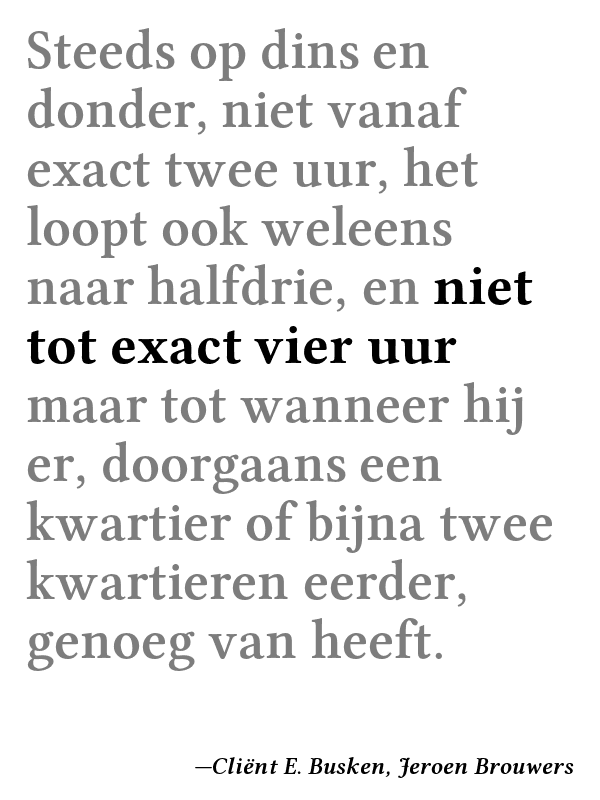 Steeds op dins en
donder, niet vanaf
exact twee uur, het
loopt ook weleens
naar halfdrie, en niet
tot exact vier uur
maar tot wanneer hij
er, doorgaans een
kwartier of bijna twee
kwartieren eerder,
genoeg van heeft.
—Cliënt E. Busken, Jeroen Brouwers